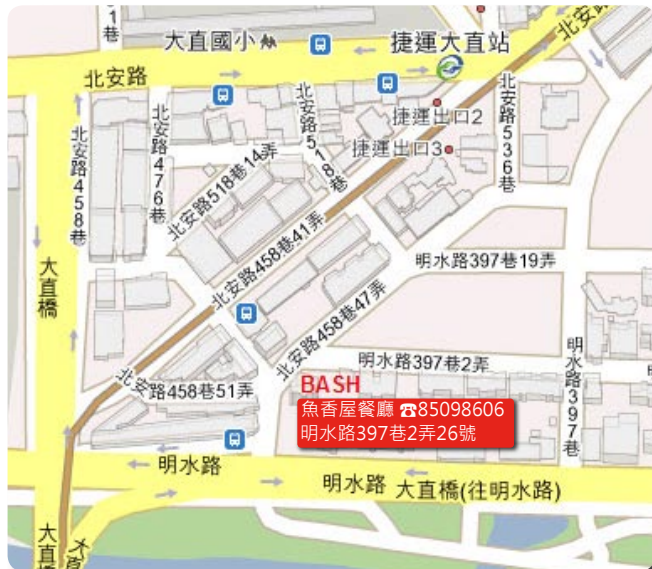 51巷
大直國小
捷運大直站
北安路
北安路
捷運出口2
捷運出口3
北安路536巷
北安路518巷
北安路476巷
北安路458巷
北安路518巷14弄
北安路458巷41弄
大直橋
明水路397巷19弄
北安路458巷47弄
明水路397巷2弄
北安路458巷51弄
明水路397巷
BASH
魚香屋餐廳 ☎85098606
明水路397巷2弄26號
明水路
明水路
大直橋(往明水路)
大直橋
大直